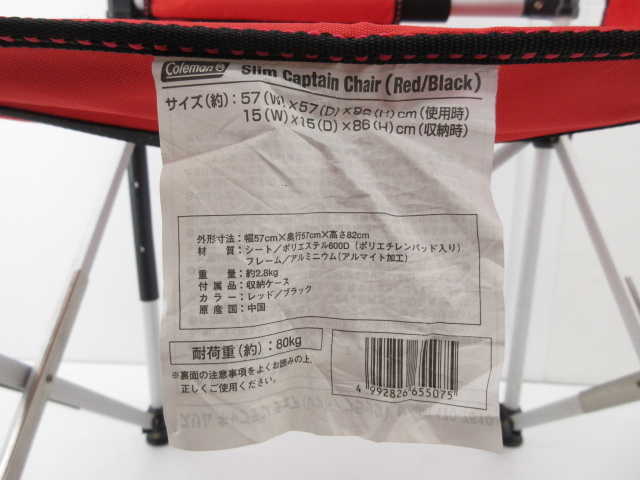 Coleman Slim Captain Chair (Red/Black)
サイズ(約): 57(W)×57(D)×96(H)cm(使用時)
15(W)×15(D)×86(H)cm(収納時)
外形寸法:幅57cm×奥行57cm×高さ82cm
材 質:シート/ポリエステル600D(ポリエチレンパッド入り)
フレーム/アルミニウム(アルマイト加工)
重 量:約2.8kg
付 属 品:収納ケース
カ ラ ー:レッド/ブラック
原 産 国:中国
耐荷重(約):80kg
※裏面の注意事項をよくお読みの上、
正しくご使用ください。
4 992826 655075